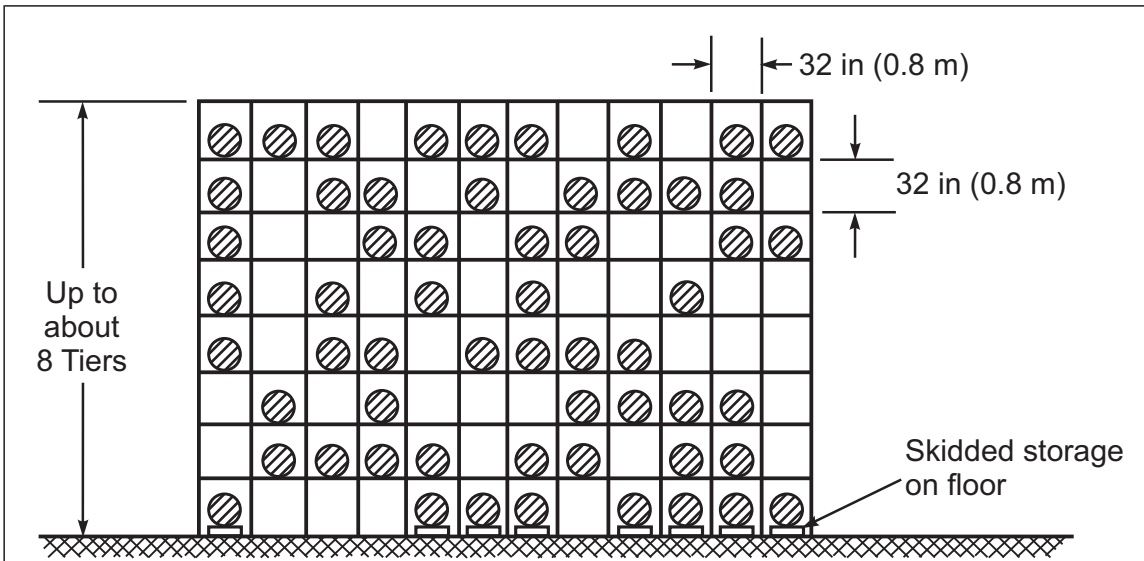 32 in (0.8 m)
32 in (0.8 m)
Up to
about
8 Tiers
Skidded storage
on floor